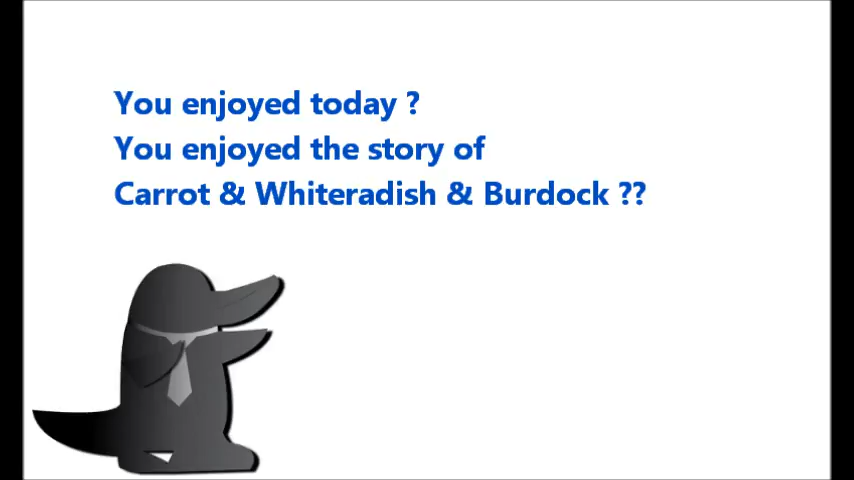 You enjoyed today ?
You enjoyed the story of
Carrot & Whiteradish & Burdock ??